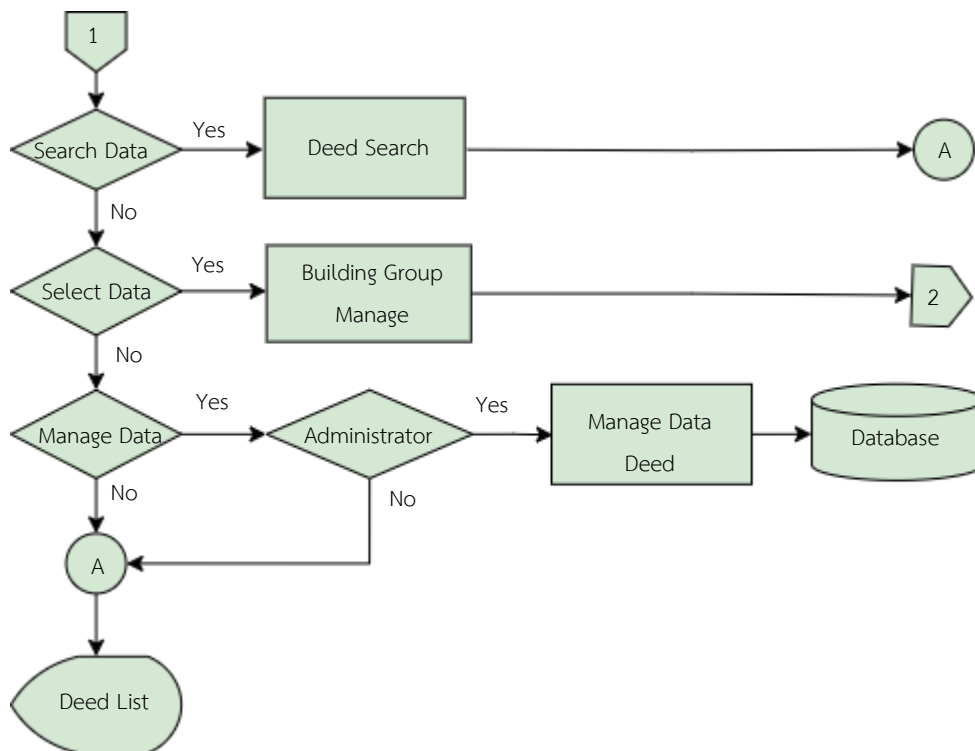 1
Search Data
Yes
Deed Search
A
No
Select Data
Yes
Building Group
Manage
2
No
Manage Data
Yes
Administrator
Yes
Manage Data
Deed
Database
No
No
A
Deed List